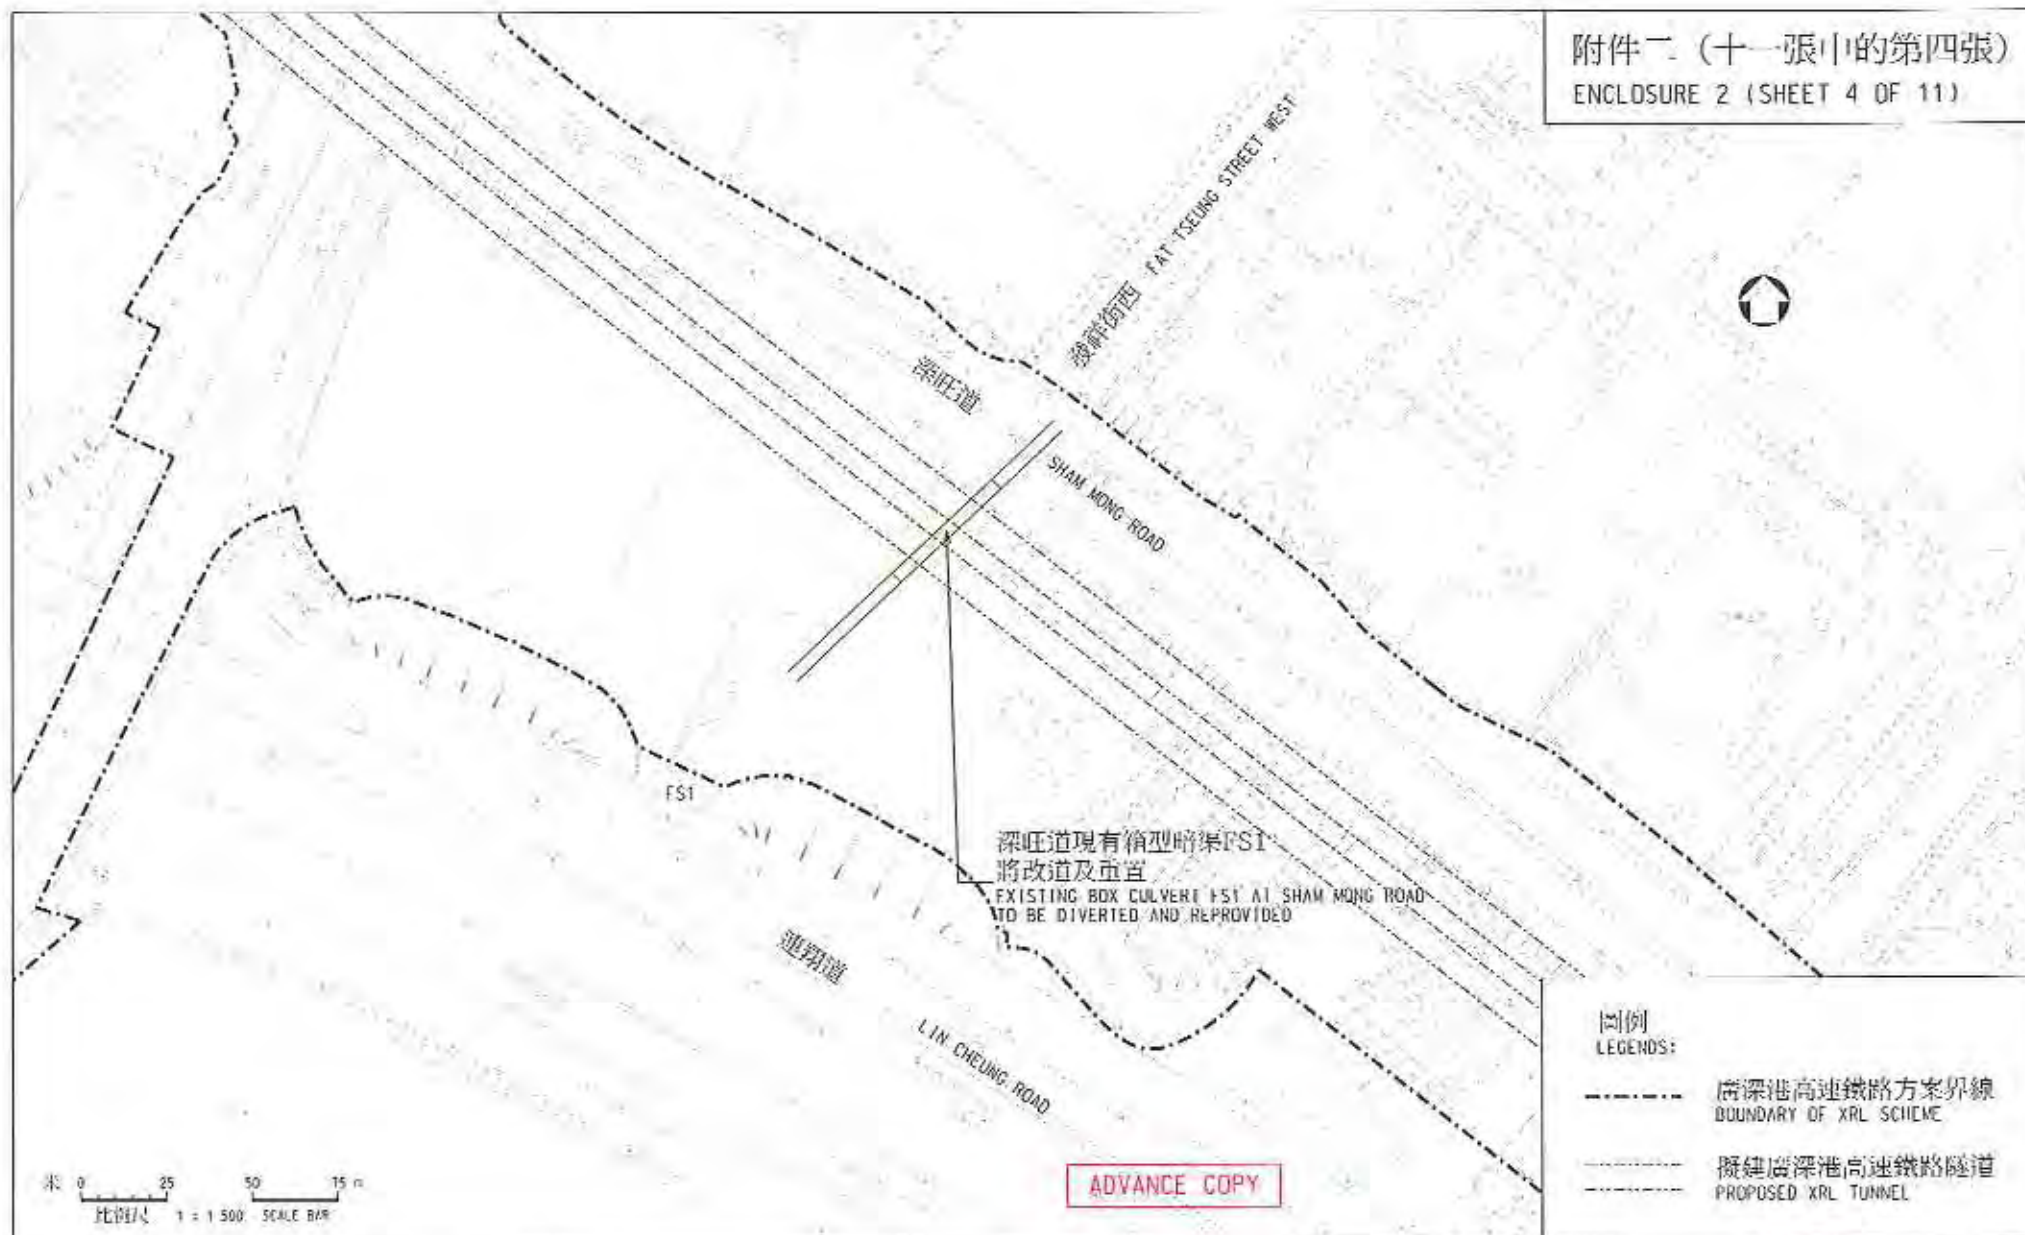 附件二 (十一張中的第四張)
ENCLOSURE 2 (SHEET 4 OF 11)
發祥街西 FAT TSEUNG STREET WEST
深旺道
SHAM MONG ROAD
FS1
深旺道現有箱型暗渠FS1
將改道及重置
EXISTING BOX CULVERT FS1 AT SHAM MONG ROAD
TO BE DIVERTED AND REPROVIDED
連翔道
LIN CHEUNG ROAD
圖例
LEGENDS:
廣深港高速鐵路方案界線
BOUNDARY OF XRL SCHEME
擬建廣深港高速鐵路隧道
PROPOSED XRL TUNNEL
米 0 25 50 75 m
比例尺 1 : 1 500 SCALE BAR
ADVANCE COPY